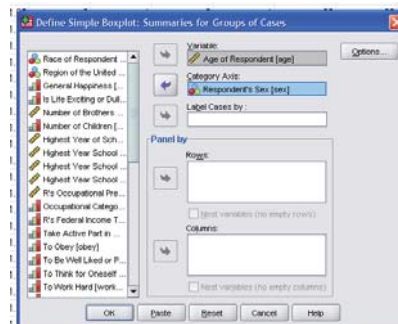 Define Simple Boxplot: Summaries for Groups of Cases
Race of Respondent ...
Region of the United ...
General Happiness [...
Is Life Exciting or Dull...
Number of Brothers ...
Number of Children [...
Highest Year of Sch...
Highest Year School ...
Highest Year School ...
Highest Year School ...
R's Occupational Pre...
Occupational Catego...
R's Federal Income T...
Take Active Part in ...
To Obey [obey]
To Be Well Liked or P...
To Think for Oneself ...
To Work Hard [work...
Variable:
Age of Respondent [age]
Category Axis:
Respondent's Sex [sex]
Label Cases by:
Panel by
Rows:
Nest variables (no empty rows)
Columns:
Nest variables (no empty columns)
Options...
OK Paste Reset Cancel Help